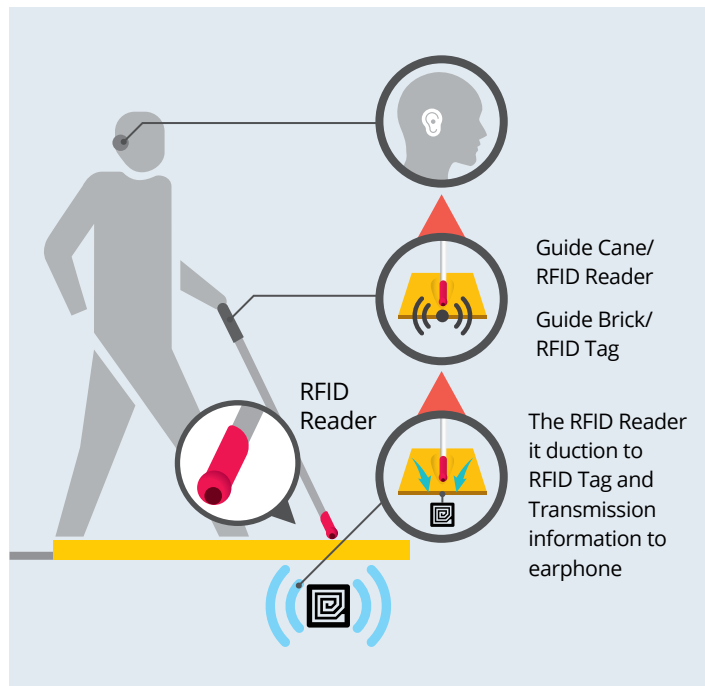 Guide Cane/
RFID Reader
Guide Brick/
RFID Tag
RFID
Reader
The RFID Reader
it duction to
RFID Tag and
Transmission
information to
earphone